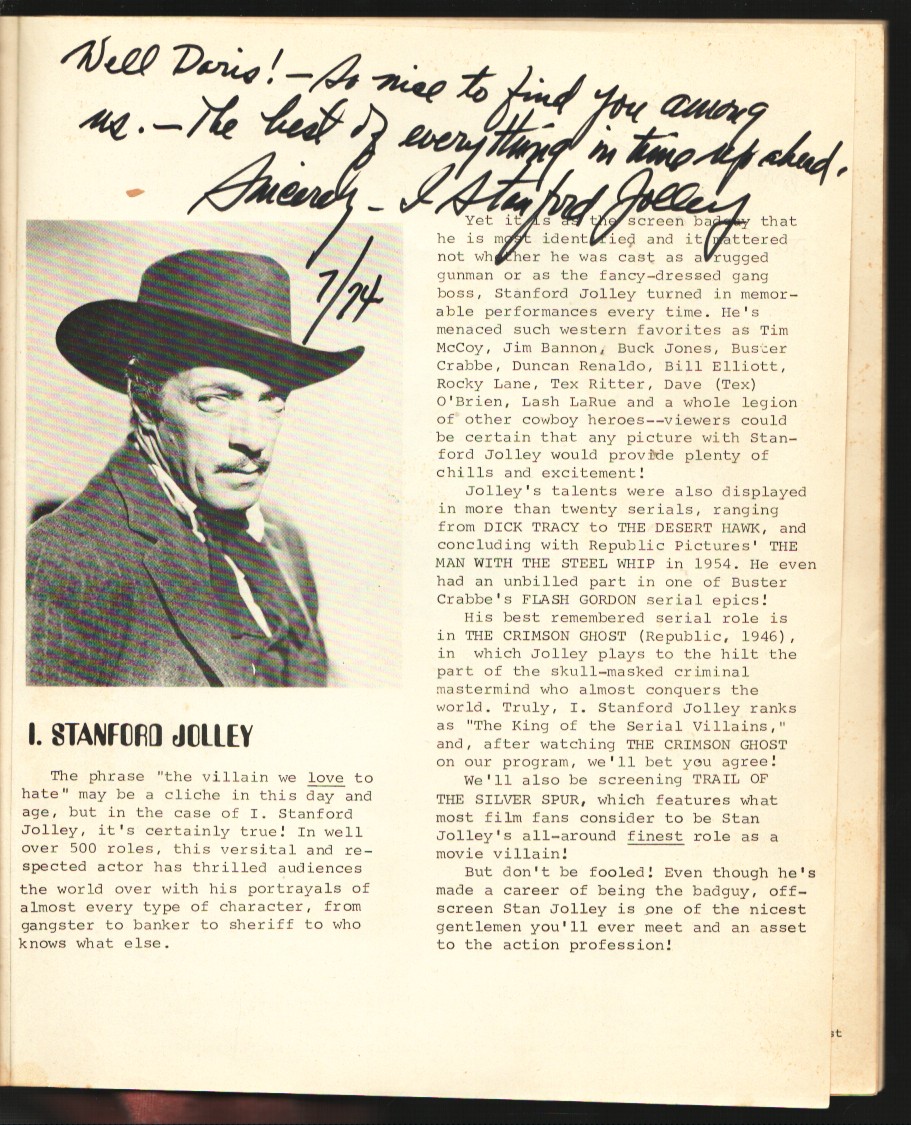 Well Doris! – So nice to find you among
us. – The best of everything in time up ahead.
Sincerely – I Stanford Jolley
7/74
I. STANFORD JOLLEY
The phrase "the villain we love to
hate" may be a cliche in this day and
age, but in the case of I. Stanford
Jolley, it's certainly true! In well
over 500 roles, this versital and re-
spected actor has thrilled audiences
the world over with his portrayals of
almost every type of character, from
gangster to banker to sheriff to who
knows what else.
Yet it is as the screen badguy that
he is most identified and it mattered
not whether he was cast as a rugged
gunman or as the fancy-dressed gang
boss, Stanford Jolley turned in memor-
able performances every time. He's
menaced such western favorites as Tim
McCoy, Jim Bannon, Buck Jones, Buster
Crabbe, Duncan Renaldo, Bill Elliott,
Rocky Lane, Tex Ritter, Dave (Tex)
O'Brien, Lash LaRue and a whole legion
of other cowboy heroes--viewers could
be certain that any picture with Stan-
ford Jolley would provide plenty of
chills and excitement!
Jolley's talents were also displayed
in more than twenty serials, ranging
from DICK TRACY to THE DESERT HAWK, and
concluding with Republic Pictures' THE
MAN WITH THE STEEL WHIP in 1954. He even
had an unbilled part in one of Buster
Crabbe's FLASH GORDON serial epics!
His best remembered serial role is
in THE CRIMSON GHOST (Republic, 1946),
in which Jolley plays to the hilt the
part of the skull-masked criminal
mastermind who almost conquers the
world. Truly, I. Stanford Jolley ranks
as "The King of the Serial Villains,"
and, after watching THE CRIMSON GHOST
on our program, we'll bet you agree!
We'll also be screening TRAIL OF
THE SILVER SPUR, which features what
most film fans consider to be Stan
Jolley's all-around finest role as a
movie villain!
But don't be fooled! Even though he's
made a career of being the badguy, off-
screen Stan Jolley is one of the nicest
gentlemen you'll ever meet and an asset
to the action profession!
st